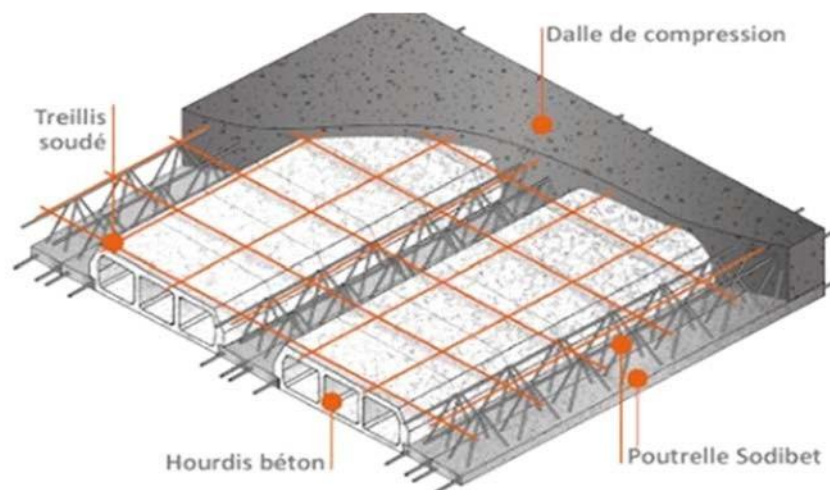 Dalle de compression
Treillis
soudé
Hourdis béton
Poutrelle Sodibet